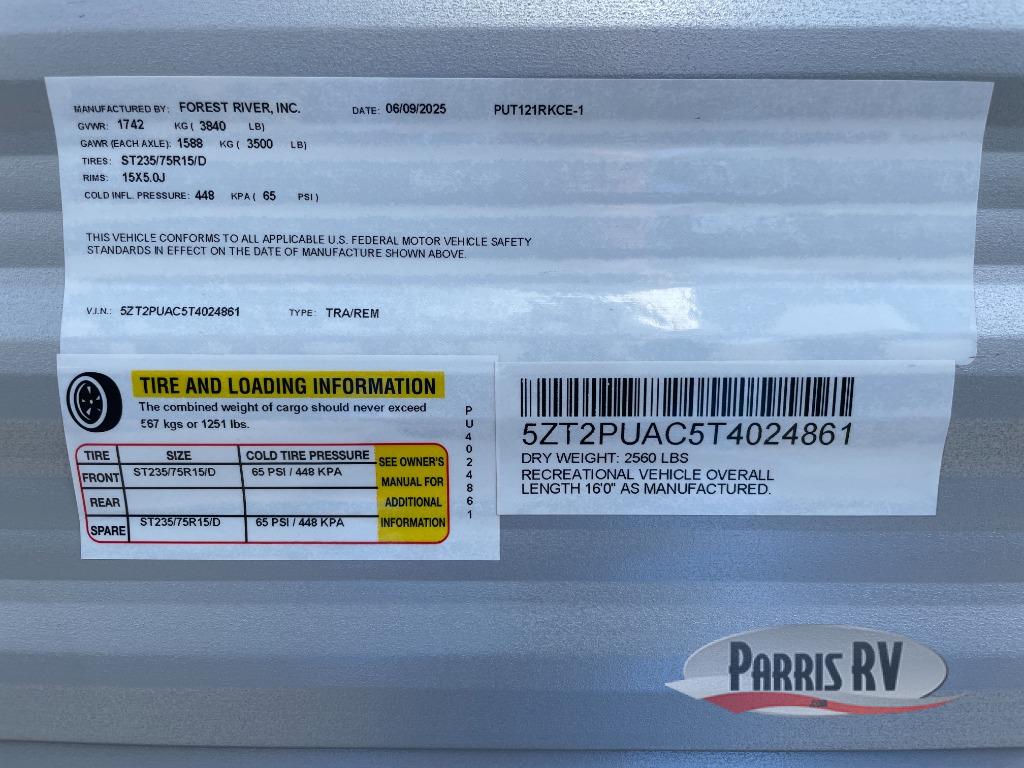 MANUFACTURED BY: FOREST RIVER, INC. DATE: 06/09/2025 PUT121RKCE-1
GVWR: 1742 KG ( 3840 LB)
GAWR (EACH AXLE): 1588 KG ( 3500 LB)
TIRES: ST235/75R15/D
RIMS: 15X5.0J
COLD INFL. PRESSURE: 448 KPA ( 65 PSI )
THIS VEHICLE CONFORMS TO ALL APPLICABLE U.S. FEDERAL MOTOR VEHICLE SAFETY
STANDARDS IN EFFECT ON THE DATE OF MANUFACTURE SHOWN ABOVE.
V.I.N.: 5ZT2PUAC5T4024861 TYPE: TRA/REM
TIRE AND LOADING INFORMATION
The combined weight of cargo should never exceed
567 kgs or 1251 lbs.
TIRE SIZE COLD TIRE PRESSURE
FRONT ST235/75R15/D 65 PSI / 448 KPA
REAR
SPARE ST235/75R15/D 65 PSI / 448 KPA
SEE OWNER'S
MANUAL FOR
ADDITIONAL
INFORMATION
PU4024861
5ZT2PUAC5T4024861
DRY WEIGHT: 2560 LBS
RECREATIONAL VEHICLE OVERALL
LENGTH 16'0" AS MANUFACTURED.
PARRIS RV
.com